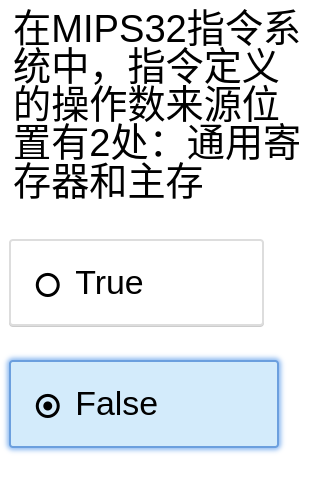 在MIPS32指令系
统中，指令定义
的操作数来源位
置有2处：通用寄
存器和主存
True
False